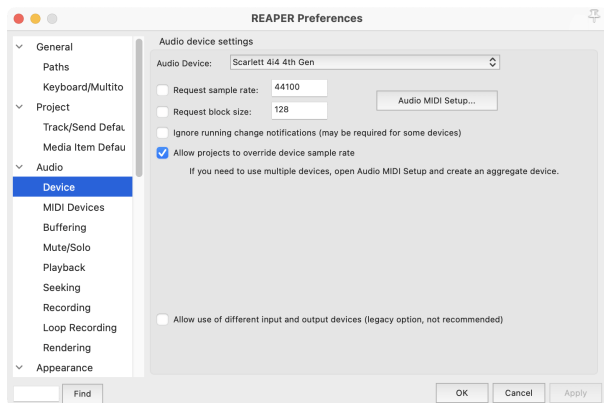 REAPER Preferences
General
Paths
Keyboard/Multito
Project
Track/Send Defau
Media Item Defau
Audio
Device
MIDI Devices
Buffering
Mute/Solo
Playback
Seeking
Recording
Loop Recording
Rendering
Appearance
Find
Audio device settings
Audio Device: Scarlett 4i4 4th Gen
Request sample rate: 44100
Request block size: 128
Audio MIDI Setup...
Ignore running change notifications (may be required for some devices)
Allow projects to override device sample rate
If you need to use multiple devices, open Audio MIDI Setup and create an aggregate device.
Allow use of different input and output devices (legacy option, not recommended)
OK Cancel Apply